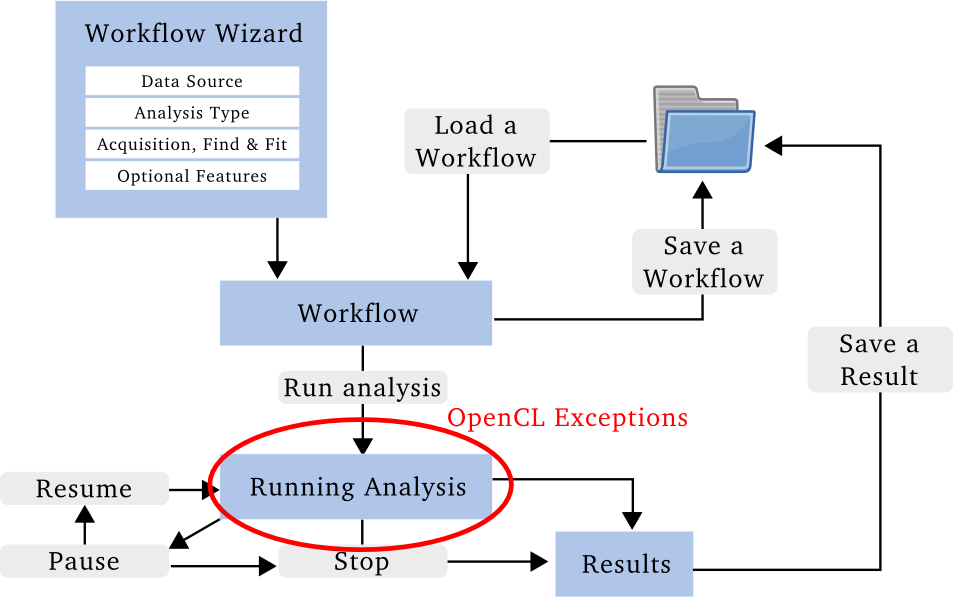 Workflow Wizard
Data Source
Analysis Type
Acquisition, Find & Fit
Optional Features
Load a
Workflow
Save a
Workflow
Workflow
Save a
Result
Run analysis
OpenCL Exceptions
Running Analysis
Resume
Pause
Stop
Results